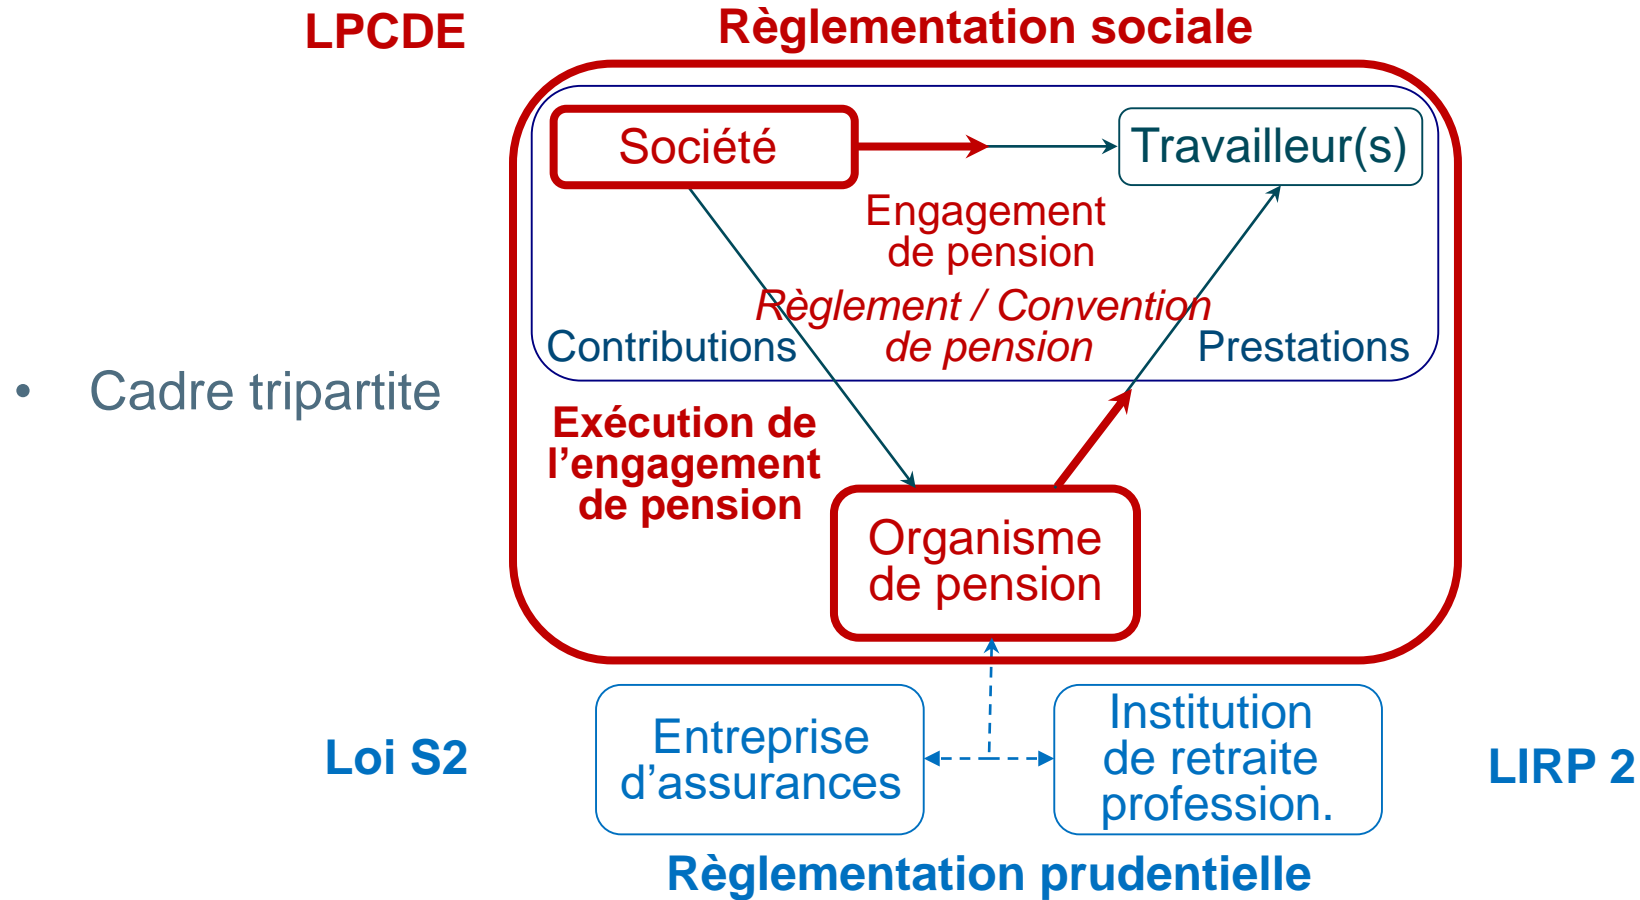 LPCDE
Règlementation sociale
Société
Travailleur(s)
Engagement
de pension
Règlement / Convention
de pension
Contributions
Prestations
• Cadre tripartite
Exécution de
l’engagement
de pension
Organisme
de pension
Loi S2
Entreprise
d’assurances
Institution
de retraite
profession.
LIRP 2
Règlementation prudentielle